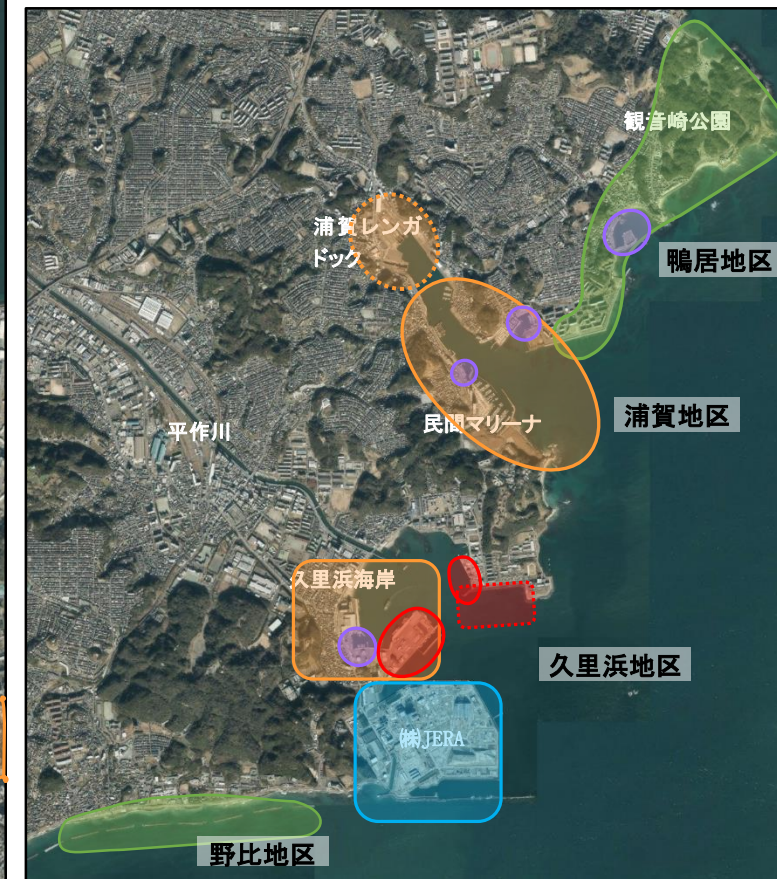 観音崎公園
浦賀レンガ
ドック
鴨居地区
浦賀地区
民間マリーナ
平作川
久里浜海岸
久里浜地区
㈱JERA
野比地区